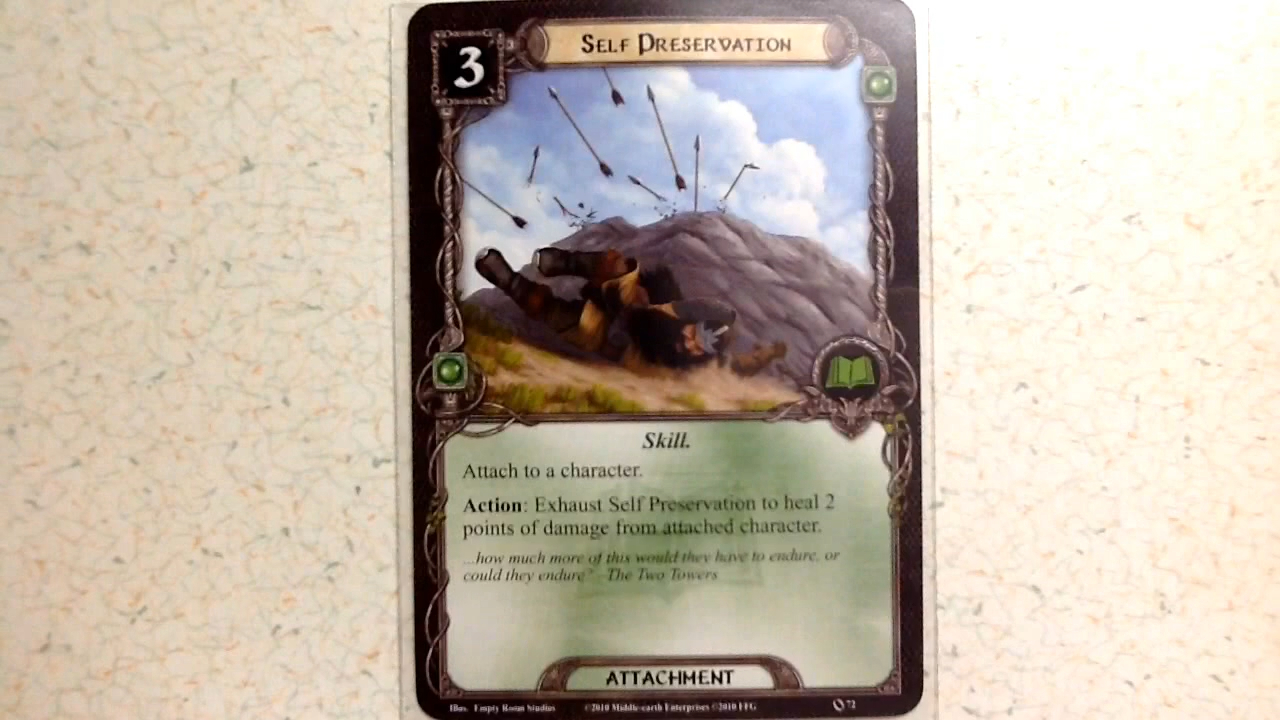 3
SELF PRESERVATION
Skill.
Attach to a character.
Action: Exhaust Self Preservation to heal 2
points of damage from attached character.
...how much more of this would they have to endure, or
could they endure? The Two Towers
ATTACHMENT
Illus. Empty Room Studios ©2010 Middle-earth Enterprises ©2010 FFG 72